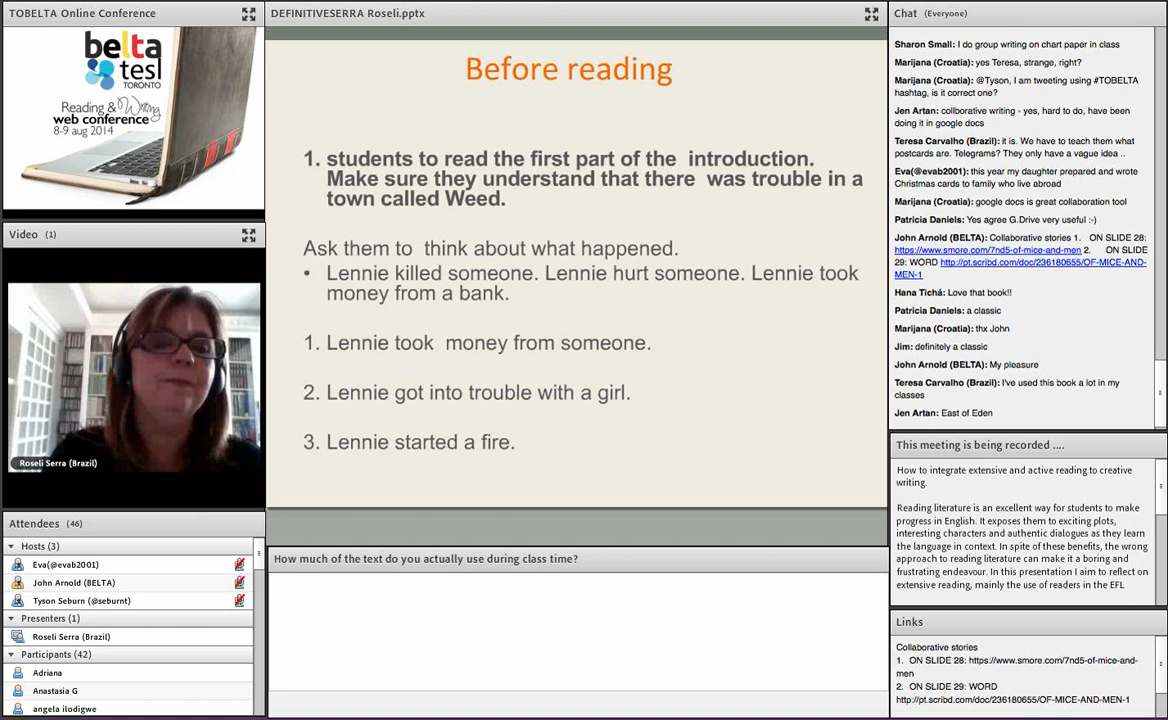 TOBELTA Online Conference
belta
tesl
TORONTO
Reading & Writing
web conference
8-9 aug 2014
Video (1)
Roseli Serra (Brazil)
Attendees (46)
Hosts (3)
Eva(@evab2001)
John Arnold (BELTA)
Tyson Seburn (@seburnt)
Presenters (1)
Roseli Serra (Brazil)
Participants (42)
Adriana
Anastasia G
angela ilodigwe
DEFINITIVESERRA Roseli.pptx
Before reading
1. students to read the first part of the introduction.
Make sure they understand that there was trouble in a
town called Weed.
Ask them to think about what happened.
• Lennie killed someone. Lennie hurt someone. Lennie took
money from a bank.
1. Lennie took money from someone.
2. Lennie got into trouble with a girl.
3. Lennie started a fire.
How much of the text do you actually use during class time?
Chat (Everyone)
Sharon Small: I do group writing on chart paper in class
Marijana (Croatia): yes Teresa, strange, right?
Marijana (Croatia): @Tyson, I am tweeting using #TOBELTA
hashtag, is it correct one?
Jen Artan: collborative writing - yes, hard to do, have been
doing it in google docs
Teresa Carvalho (Brazil): it is. We have to teach them what
postcards are. Telegrams? They only have a vague idea ..
Eva(@evab2001): this year my daughter prepared and wrote
Christmas cards to family who live abroad
Marijana (Croatia): google docs is great collaboration tool
Patricia Daniels: Yes agree G.Drive very useful :-)
John Arnold (BELTA): Collaborative stories 1. ON SLIDE 28:
https://www.smore.com/7nd5-of-mice-and-men 2. ON SLIDE
29: WORD http://pt.scribd.com/doc/236180655/OF-MICE-AND-
MEN-1
Hana Tichá: Love that book!!
Patricia Daniels: a classic
Marijana (Croatia): thx John
Jim: definitely a classic
John Arnold (BELTA): My pleasure
Teresa Carvalho (Brazil): I've used this book a lot in my
classes
Jen Artan: East of Eden
This meeting is being recorded ....
How to integrate extensive and active reading to creative
writing.
Reading literature is an excellent way for students to make
progress in English. It exposes them to exciting plots,
interesting characters and authentic dialogues as they learn
the language in context. In spite of these benefits, the wrong
approach to reading literature can make it a boring and
frustrating endeavour. In this presentation I aim to reflect on
extensive reading, mainly the use of readers in the EFL
Links
Collaborative stories
1. ON SLIDE 28: https://www.smore.com/7nd5-of-mice-and-
men
2. ON SLIDE 29: WORD
http://pt.scribd.com/doc/236180655/OF-MICE-AND-MEN-1